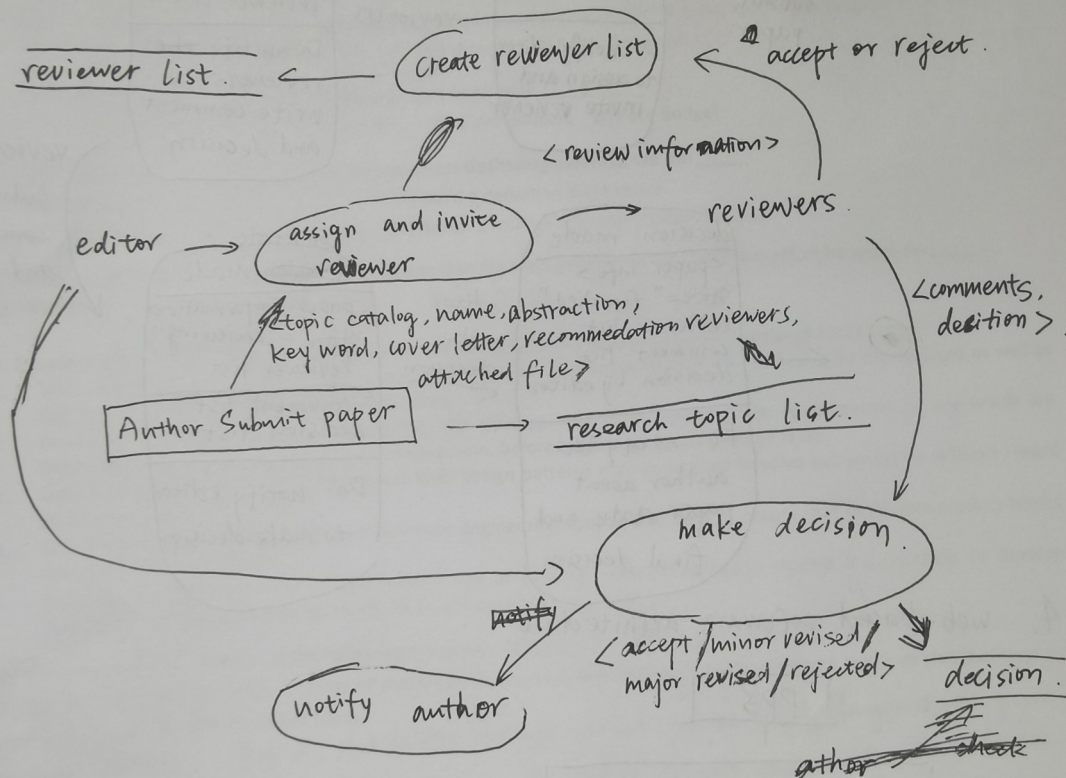 create reviewer list
accept or reject.
reviewer list.
<review information>
assign and invite
reviewer
reviewers.
editor
<comments,
decition>
<topic catalog, name, abstraction,
key word, cover letter, recommedation reviewers,
attached file>
Author Submit paper
research topic list.
make decision.
notify
<accept/minor revised/
major revised/rejected>
decision.
notify author
author
check